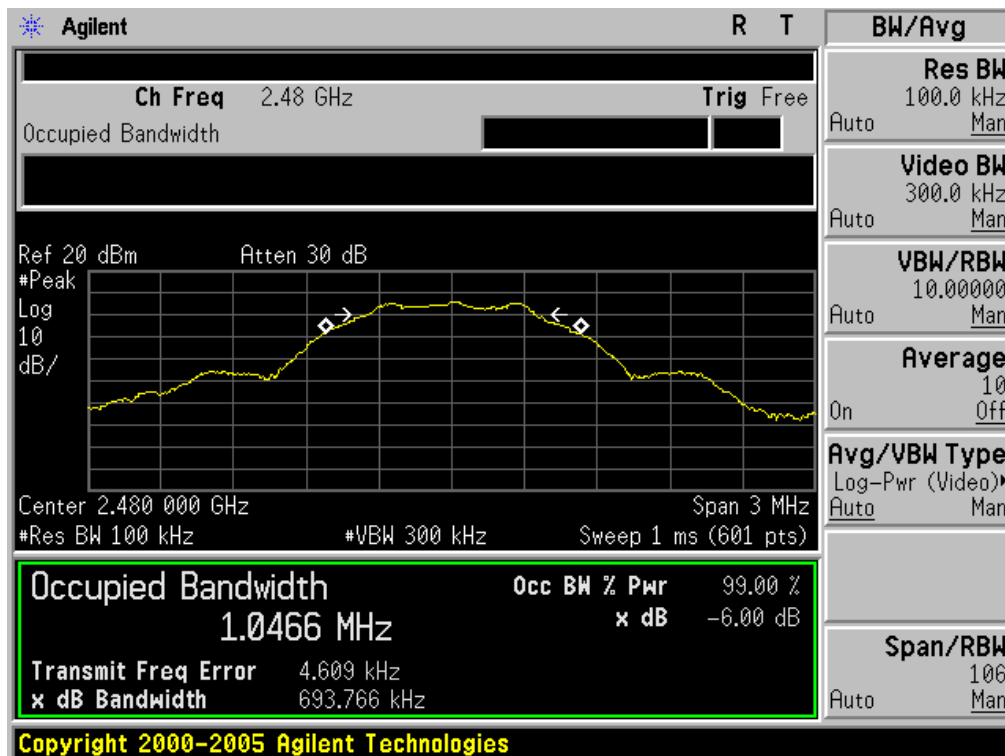 Agilent
R T
Ch Freq 2.48 GHz
Trig Free
Occupied Bandwidth
Ref 20 dBm
Atten 30 dB
#Peak
Log
10
dB/
Center 2.480 000 GHz
Span 3 MHz
#Res BW 100 kHz
#VBW 300 kHz
Sweep 1 ms (601 pts)
Occupied Bandwidth
1.0466 MHz
Occ BW % Pwr 99.00 %
x dB -6.00 dB
Transmit Freq Error 4.609 kHz
x dB Bandwidth 693.766 kHz
BW/Avg
Res BW
100.0 kHz
Auto Man
Video BW
300.0 kHz
Auto Man
VBW/RBW
10.00000
Auto Man
Average
10
On Off
Avg/VBW Type
Log-Pwr (Video)
Auto Man
Span/RBW
106
Auto Man
Copyright 2000-2005 Agilent Technologies